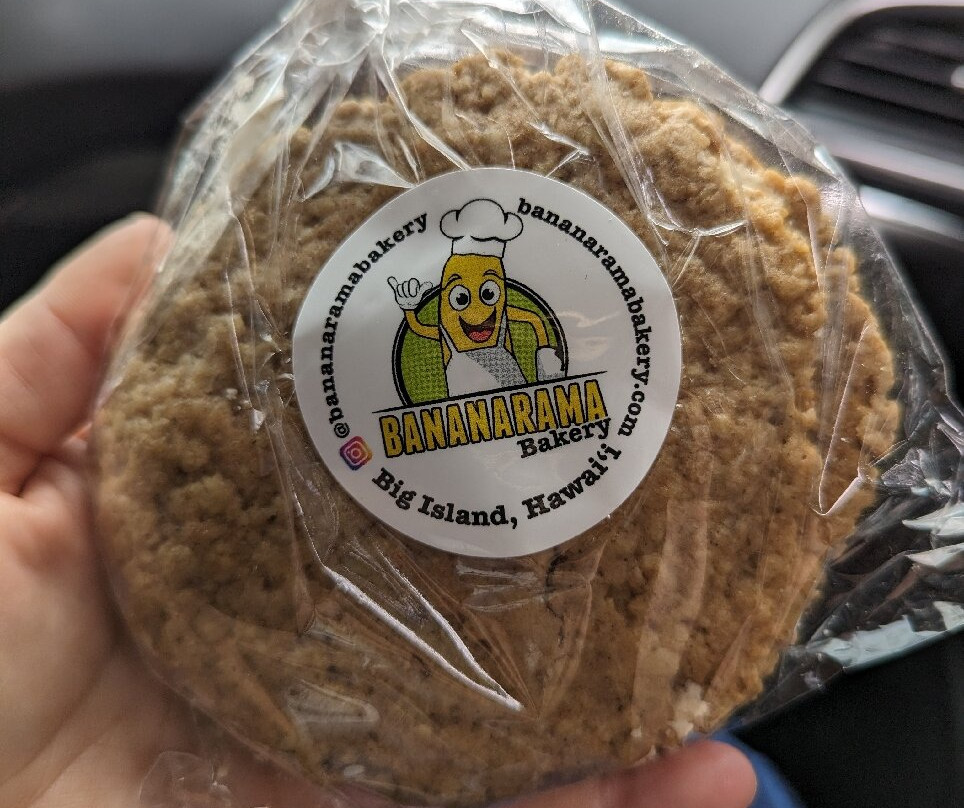 @bananaramabakery
bananaramabakery.com
BANANARAMA
Bakery
Big Island, Hawai‘i